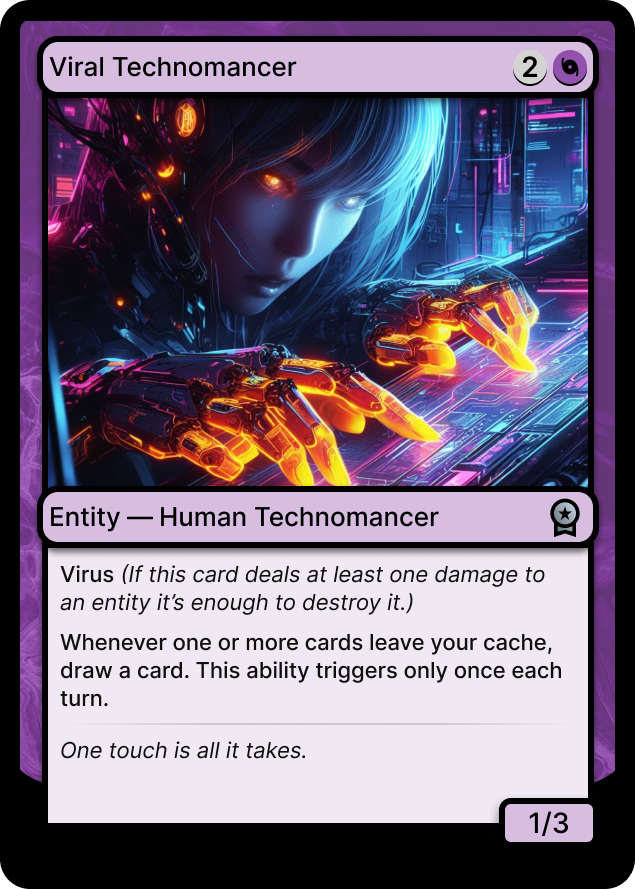 Viral Technomancer 2
Entity — Human Technomancer
Virus (If this card deals at least one damage to
an entity it's enough to destroy it.)
Whenever one or more cards leave your cache,
draw a card. This ability triggers only once each
turn.
One touch is all it takes.
1/3